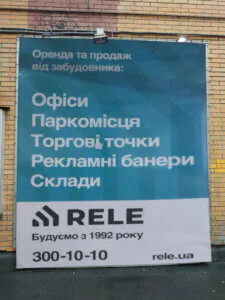 Оренда та продаж
від забудовника:
Офіси
Паркомісця
Торгові точки
Рекламні банери
Склади
RELE
Будуємо з 1992 року
300-10-10
rele.ua